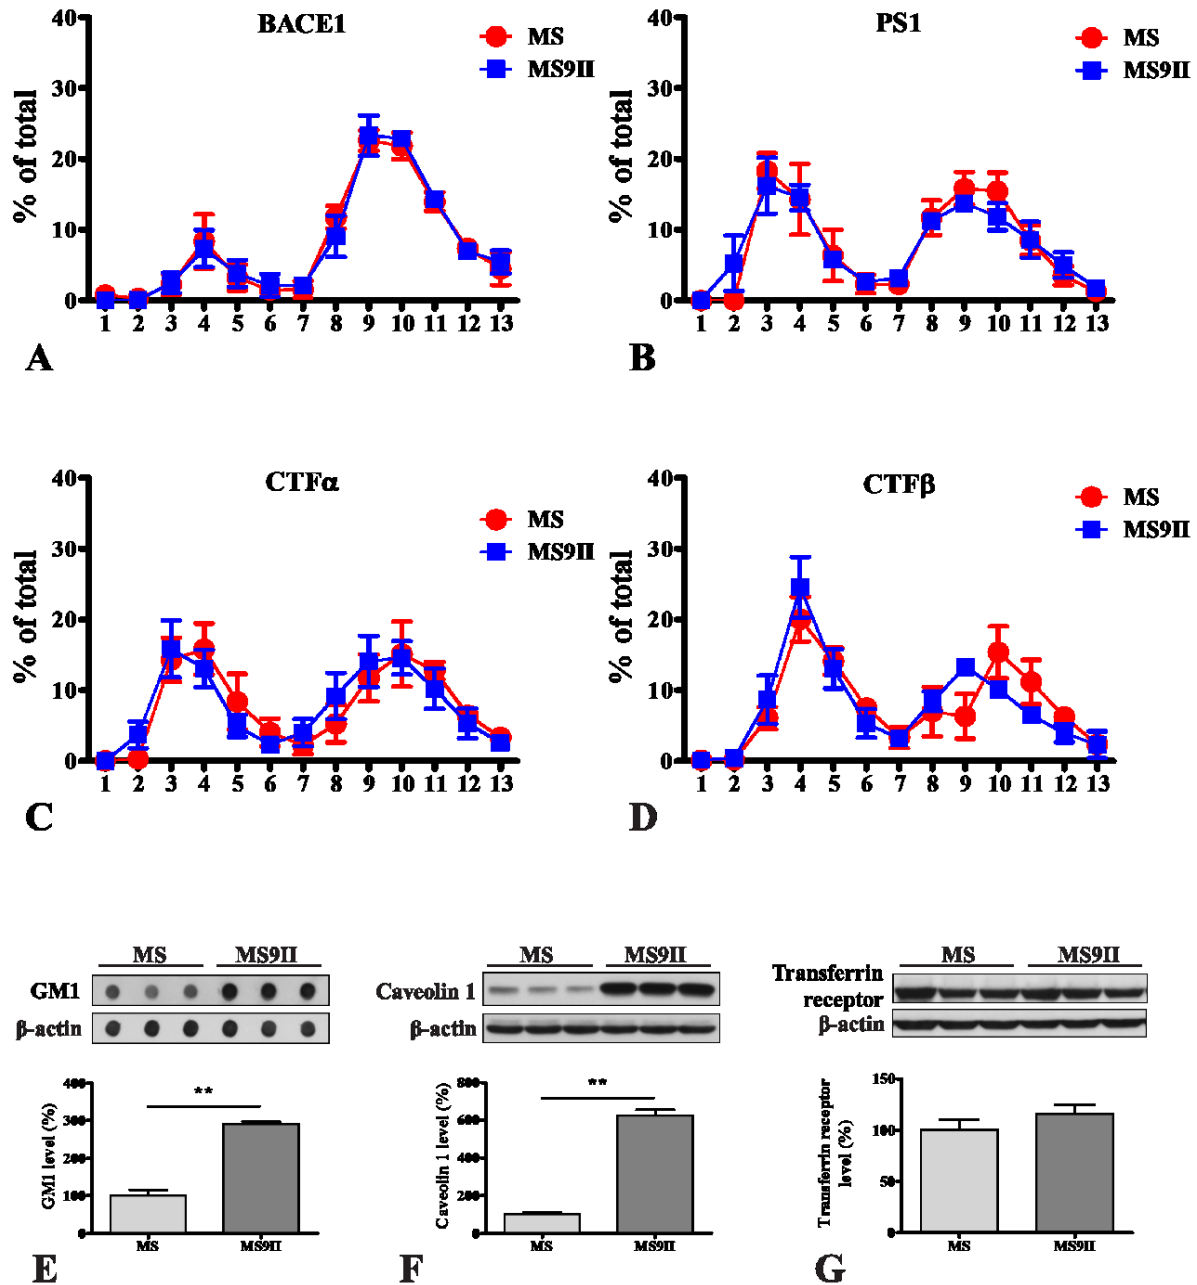 BACE1
MS
MS9II
% of total
40
30
20
10
0
1 2 3 4 5 6 7 8 9 10 11 12 13
A
PS1
MS
MS9II
% of total
40
30
20
10
0
1 2 3 4 5 6 7 8 9 10 11 12 13
B
CTFα
MS
MS9II
% of total
40
30
20
10
0
1 2 3 4 5 6 7 8 9 10 11 12 13
C
CTFβ
MS
MS9II
% of total
40
30
20
10
0
1 2 3 4 5 6 7 8 9 10 11 12 13
D
MS MS9II
GM1
β-actin
GM1 level (%)
400
300
200
100
0
**
MS MS9II
E
MS MS9II
Caveolin 1
β-actin
Caveolin 1 level (%)
800
600
400
200
0
**
MS MS9II
F
MS MS9II
Transferrin
receptor
β-actin
Transferrin receptor
level (%)
150
100
50
0
MS MS9II
G